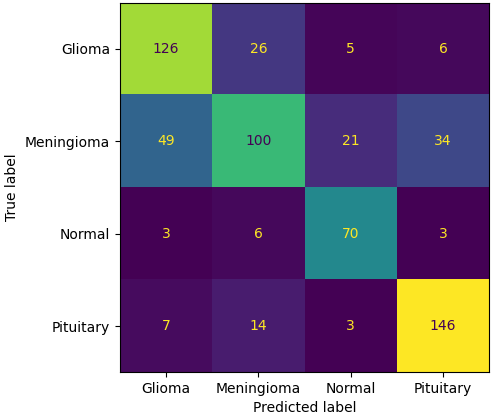 True label
Glioma 126 26 5 6
Meningioma 49 100 21 34
Normal 3 6 70 3
Pituitary 7 14 3 146
Glioma Meningioma Normal Pituitary
Predicted label